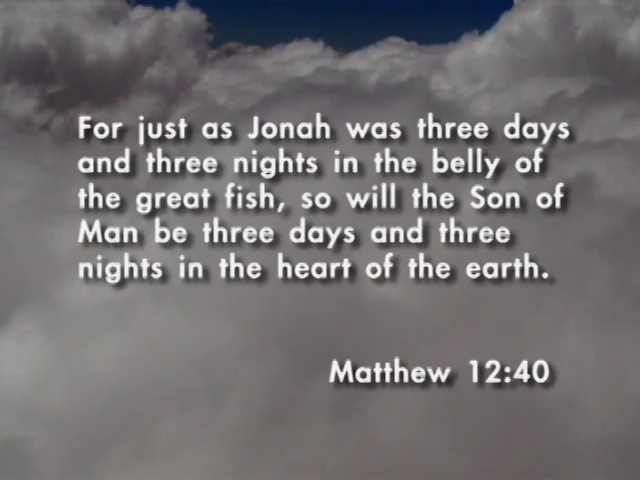 For just as Jonah was three days
and three nights in the belly of
the great fish, so will the Son of
Man be three days and three
nights in the heart of the earth.
Matthew 12:40